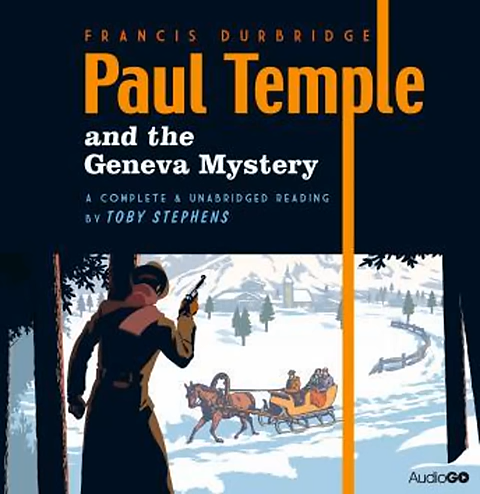 FRANCIS DURBRIDGE
Paul Temple
and the
Geneva Mystery
A COMPLETE & UNABRIDGED READING
BY TOBY STEPHENS
AudioGO